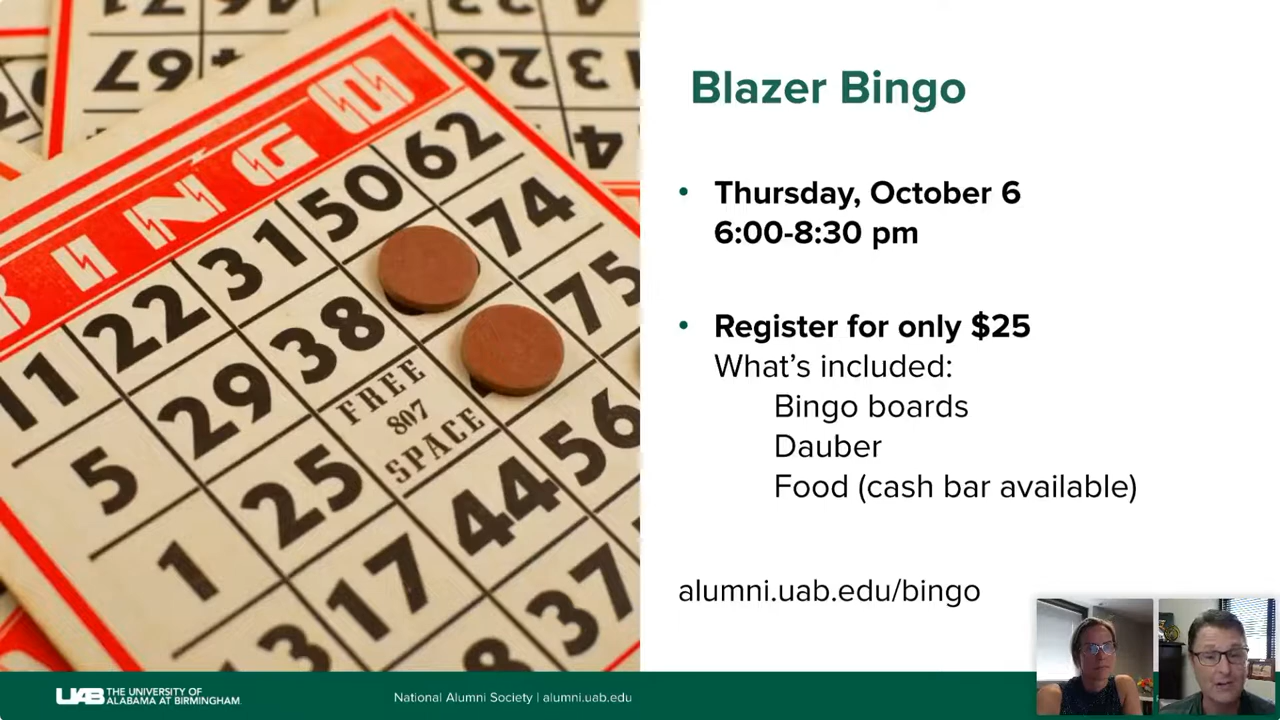 Blazer Bingo
• Thursday, October 6
6:00-8:30 pm
• Register for only $25
What's included:
Bingo boards
Dauber
Food (cash bar available)
alumni.uab.edu/bingo
UAB THE UNIVERSITY OF
ALABAMA AT BIRMINGHAM
National Alumni Society | alumni.uab.edu
BINGO
11 22 31 50 62
5 29 38 74
1 25 FREE 807 SPACE 75
17 44 56
37
67
26